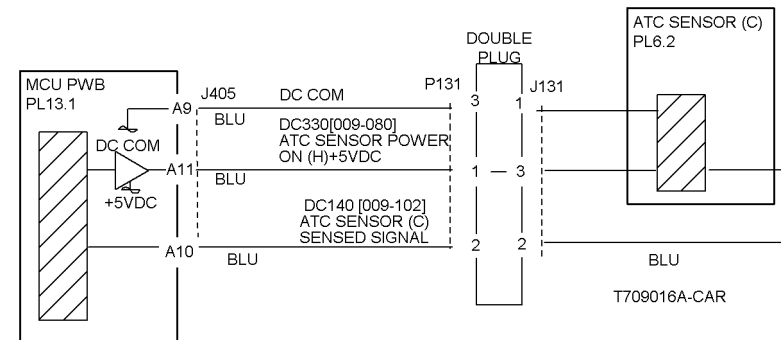 ATC SENSOR (C)
PL6.2
DOUBLE
PLUG
MCU PWB
PL13.1
J405
P131
J131
A9
DC COM
3
1
BLU
DC330[009-080]
ATC SENSOR POWER
ON (H)+5VDC
DC COM
A11
1
3
BLU
+5VDC
DC140 [009-102]
ATC SENSOR (C)
SENSED SIGNAL
A10
2
2
BLU
BLU
T709016A-CAR